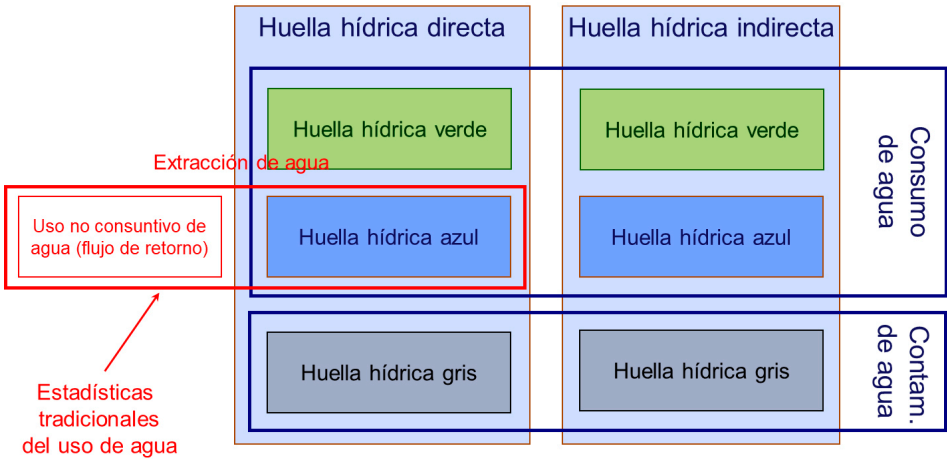 Huella hídrica directa
Huella hídrica indirecta
Huella hídrica verde
Huella hídrica verde
Extracción de agua
Consumo
de agua
Uso no consuntivo de
agua (flujo de retorno)
Huella hídrica azul
Huella hídrica azul
Huella hídrica gris
Huella hídrica gris
Contam.
de agua
Estadísticas
tradicionales
del uso de agua